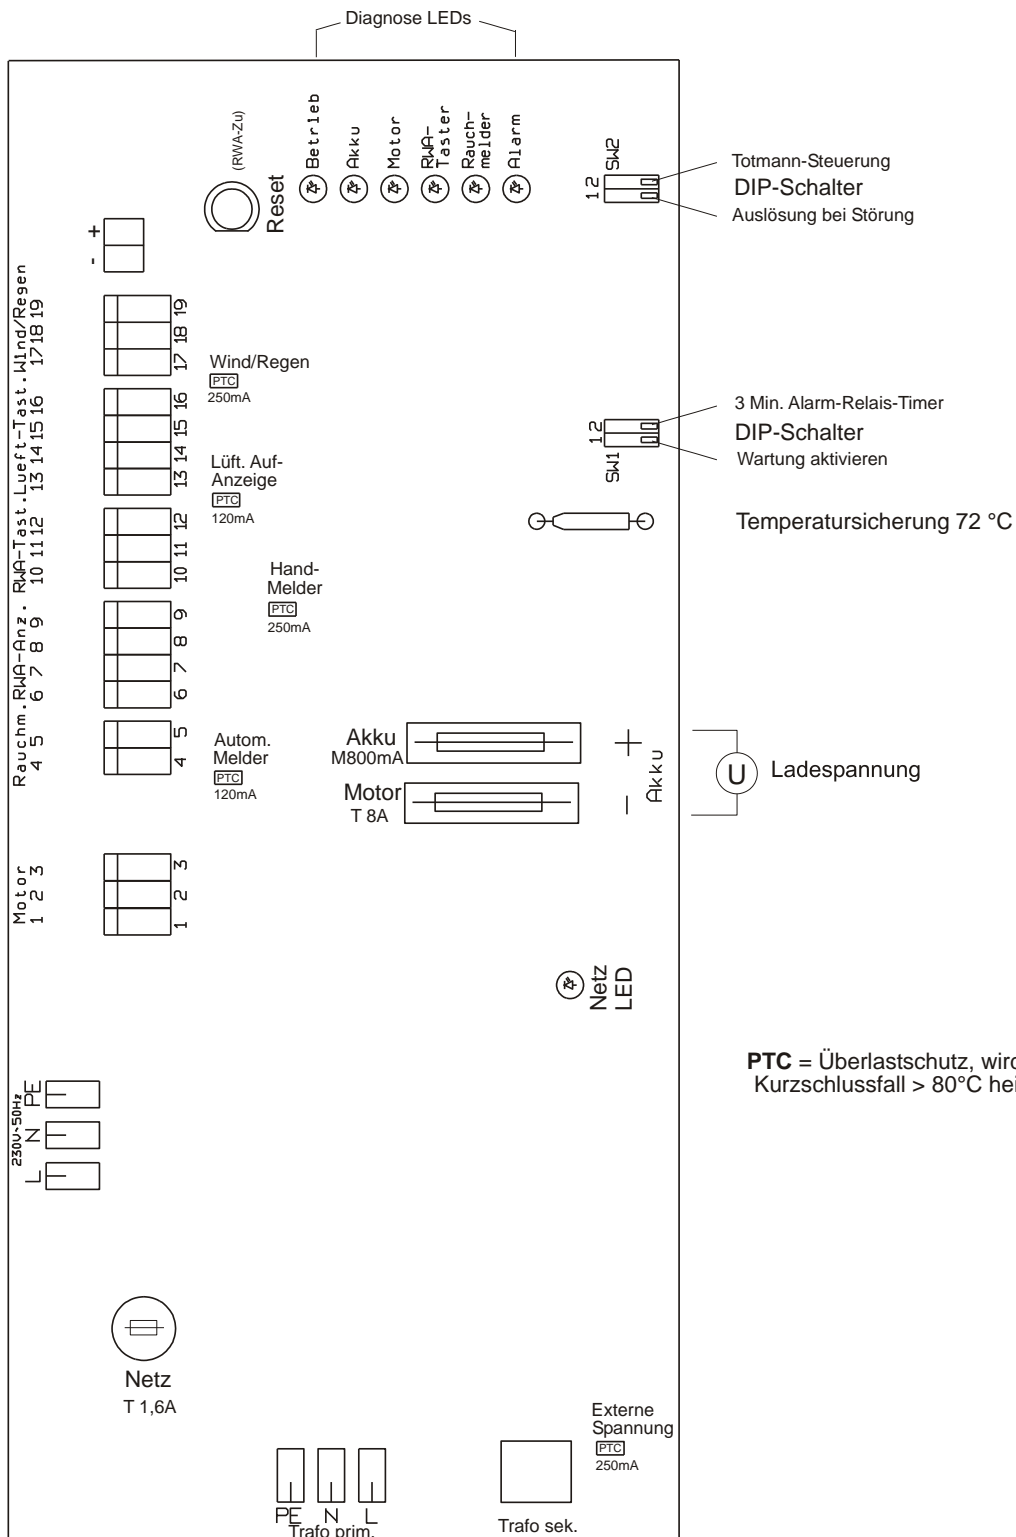 Diagnose LEDs
(RWA-Zu)
Reset
Betrieb
Akku
Motor
RWA-
Taster
Rauch-
melder
Alarm
1 2
SW2
Totmann-Steuerung
DIP-Schalter
Auslösung bei Störung
+
-
Rauchm.RWA-Anz. RWA-Tast.Lueft-Tast.Wind/Regen
4 5 6 7 8 9 10 11 12 13 14 15 16 17 18 19
19
18
17
Wind/Regen
PTC
250mA
16
15
14
13
Lüft. Auf-
Anzeige
PTC
120mA
12
11
10
Hand-
Melder
PTC
250mA
9
8
7
6
5
4
Autom.
Melder
PTC
120mA
1 2
SW1
3 Min. Alarm-Relais-Timer
DIP-Schalter
Wartung aktivieren
Temperatursicherung 72 °C
Akku
M800mA
Motor
T 8A
+
-
Akku
U
Ladespannung
Motor
1 2 3
3
2
1
Netz
LED
PTC = Überlastschutz, wird
Kurzschlussfall > 80°C
230V~50Hz
PE
N
L
Netz
T 1,6A
Externe
Spannung
PTC
250mA
PE N L
Trafo prim.
Trafo sek.